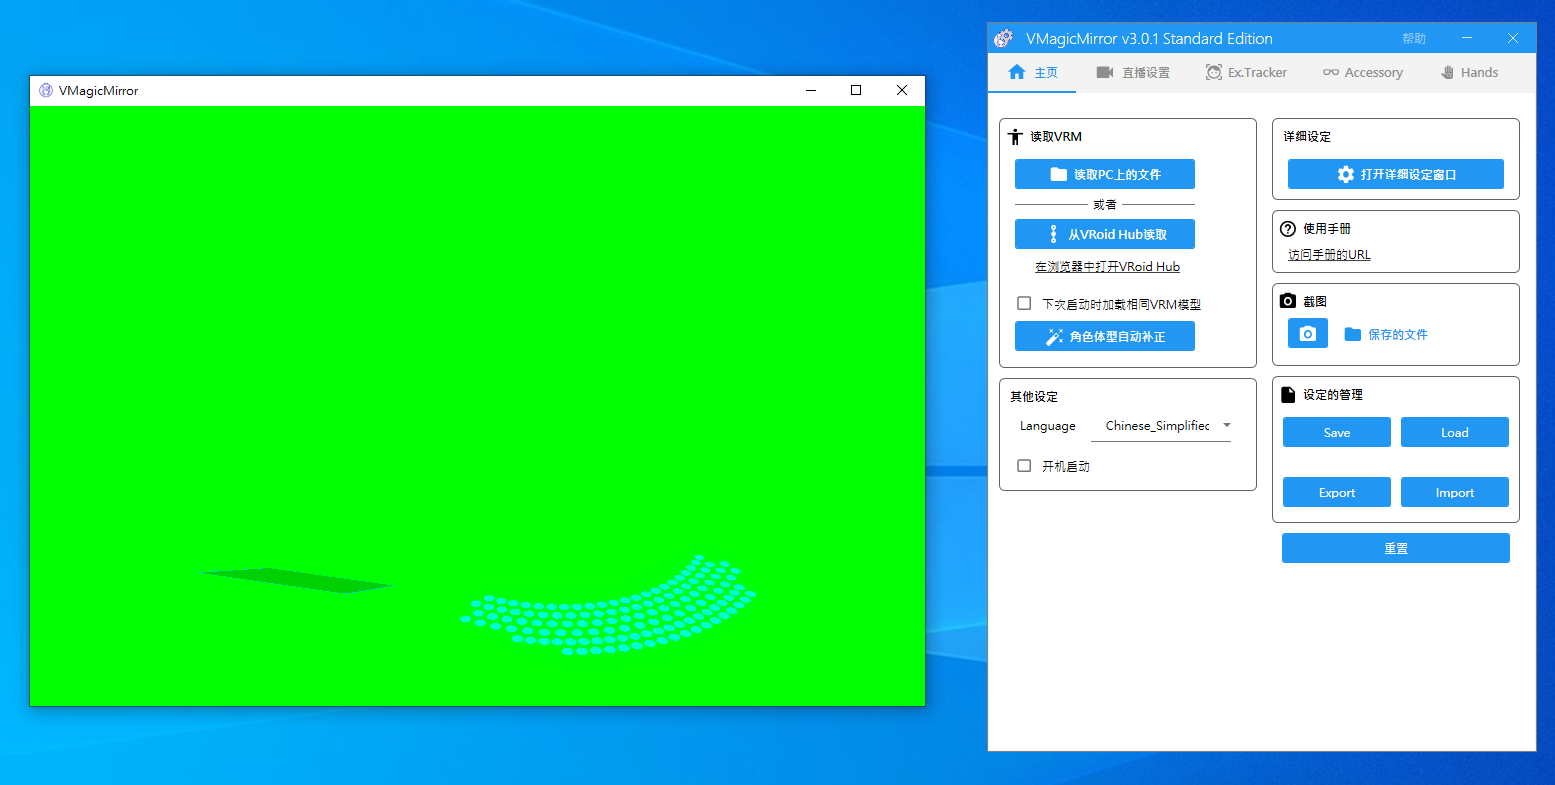 VMagicMirror
VMagicMirror v3.0.1 Standard Edition
帮助
主页
直播设置
Ex.Tracker
Accessory
Hands
读取VRM
读取PC上的文件
或者
从VRoid Hub读取
在浏览器中打开VRoid Hub
下次启动时加载相同VRM模型
角色体型自动补正
其他设定
Language
Chinese_Simplified
开机启动
详细设定
打开详细设定窗口
使用手册
访问手册的URL
截图
保存的文件
设定的管理
Save
Load
Export
Import
重置